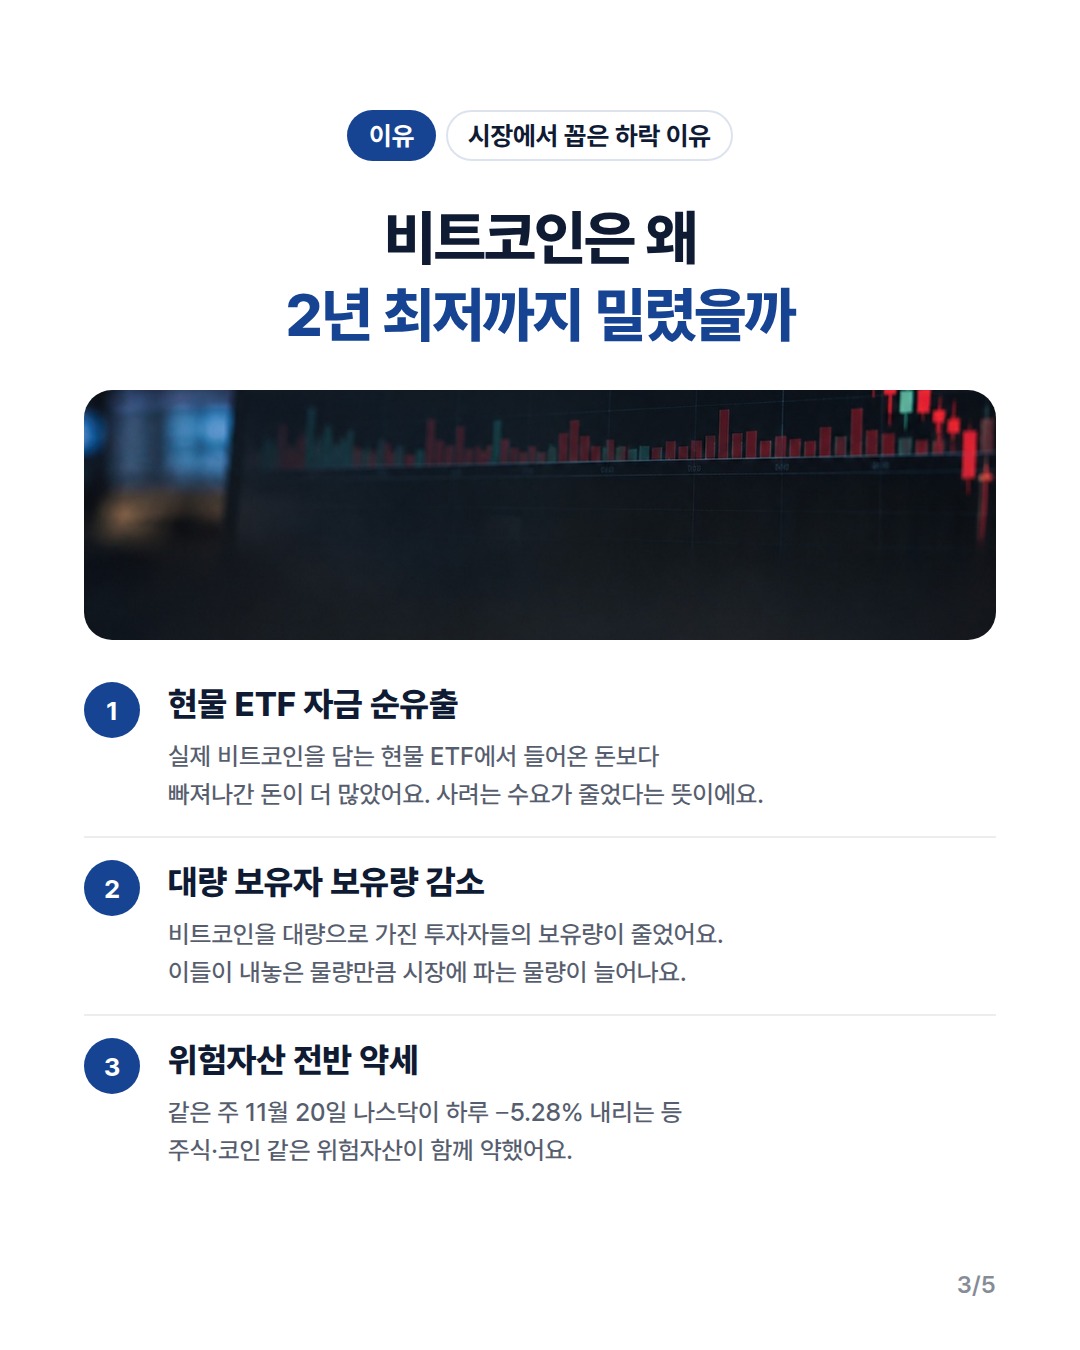 이유
시장에서 꼽은 하락 이유
비트코인은 왜
2년 최저까지 밀렸을까
1
현물 ETF 자금 순유출
실제 비트코인을 담는 현물 ETF에서 들어온 돈보다
빠져나간 돈이 더 많았어요. 사려는 수요가 줄었다는 뜻이에요.
2
대량 보유자 보유량 감소
비트코인을 대량으로 가진 투자자들의 보유량이 줄었어요.
이들이 내놓은 물량만큼 시장에 파는 물량이 늘어나요.
3
위험자산 전반 약세
같은 주 11월 20일 나스닥이 하루 −5.28% 내리는 등
주식·코인 같은 위험자산이 함께 약했어요.
3/5